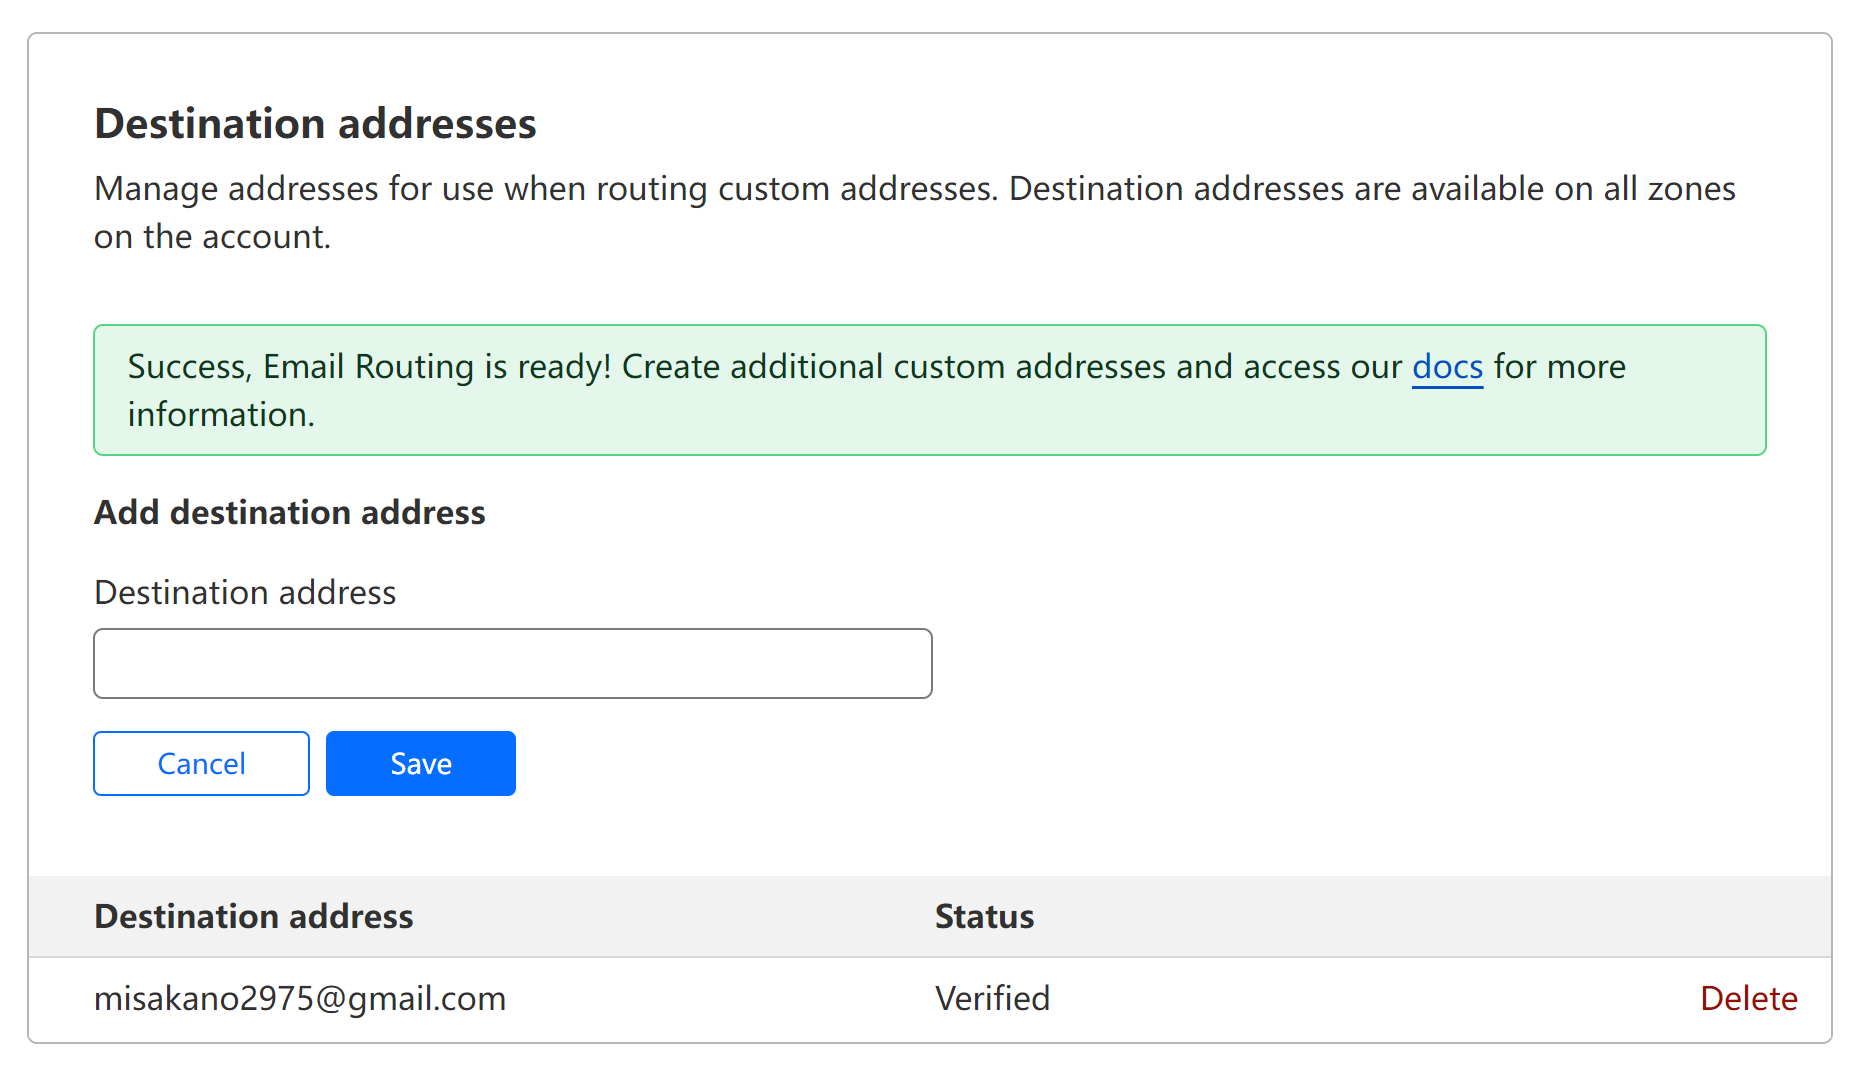 Destination addresses
Manage addresses for use when routing custom addresses. Destination addresses are available on all zones
on the account.
Success, Email Routing is ready! Create additional custom addresses and access our docs for more
information.
Add destination address
Destination address
Cancel Save
Destination address Status
misakano2975@gmail.com Verified Delete